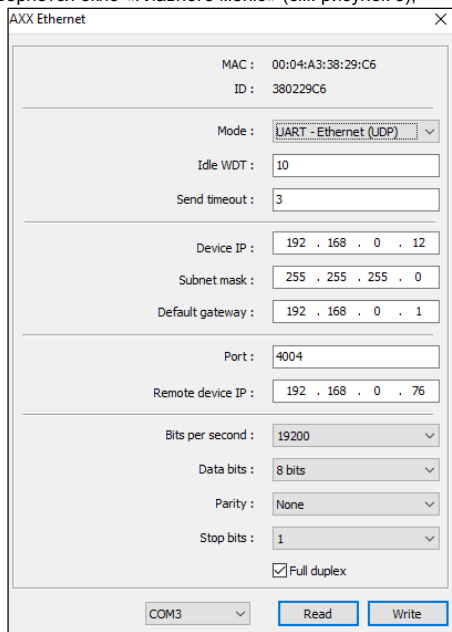 AXX Ethernet
MAC : 00:04:A3:38:29:C6
ID : 380229C6
Mode : UART - Ethernet (UDP)
Idle WDT : 10
Send timeout : 3
Device IP : 192 . 168 . 0 . 12
Subnet mask : 255 . 255 . 255 . 0
Default gateway : 192 . 168 . 0 . 1
Port : 4004
Remote device IP : 192 . 168 . 0 . 76
Bits per second : 19200
Data bits : 8 bits
Parity : None
Stop bits : 1
Full duplex
COM3 Read Write